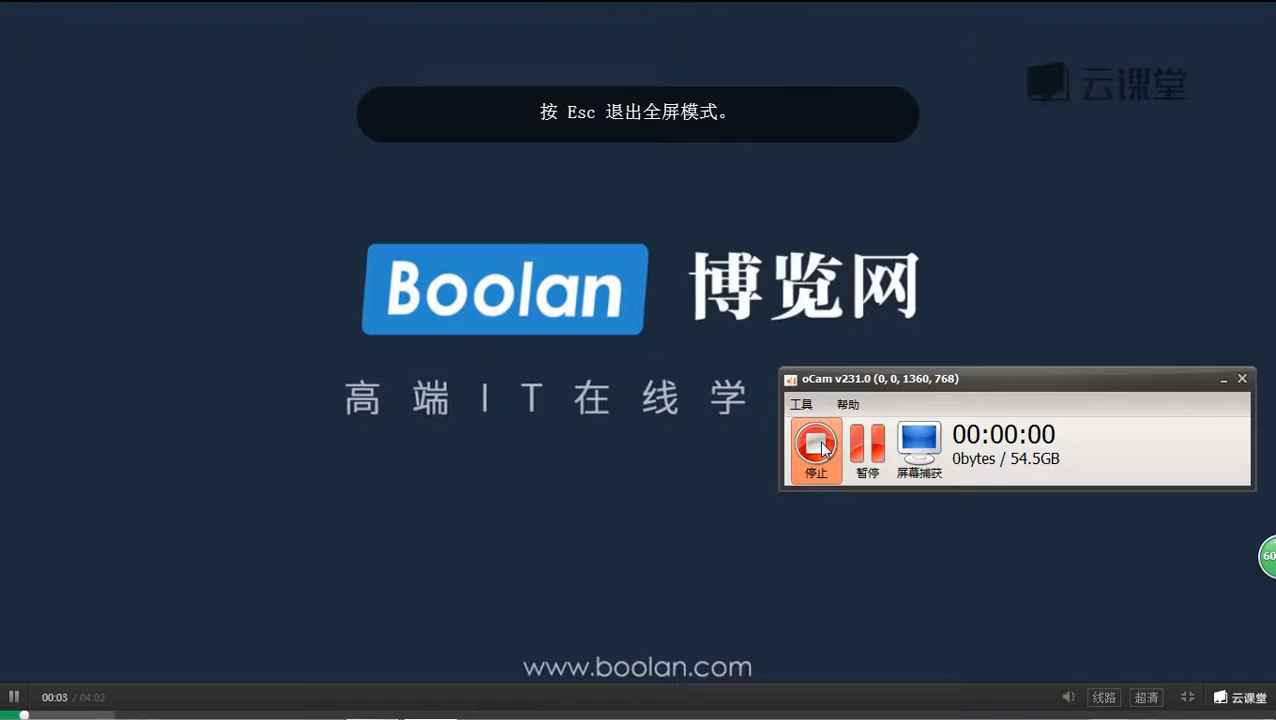 云课堂
按 Esc 退出全屏模式。
Boolan 博览网
高端IT在线学
oCam v231.0 (0, 0, 1360, 768)
工具 帮助
停止 暂停 屏幕捕获
00:00:00
0bytes / 54.5GB
60
www.boolan.com
00:03 / 04:02 线路 超清 云课堂